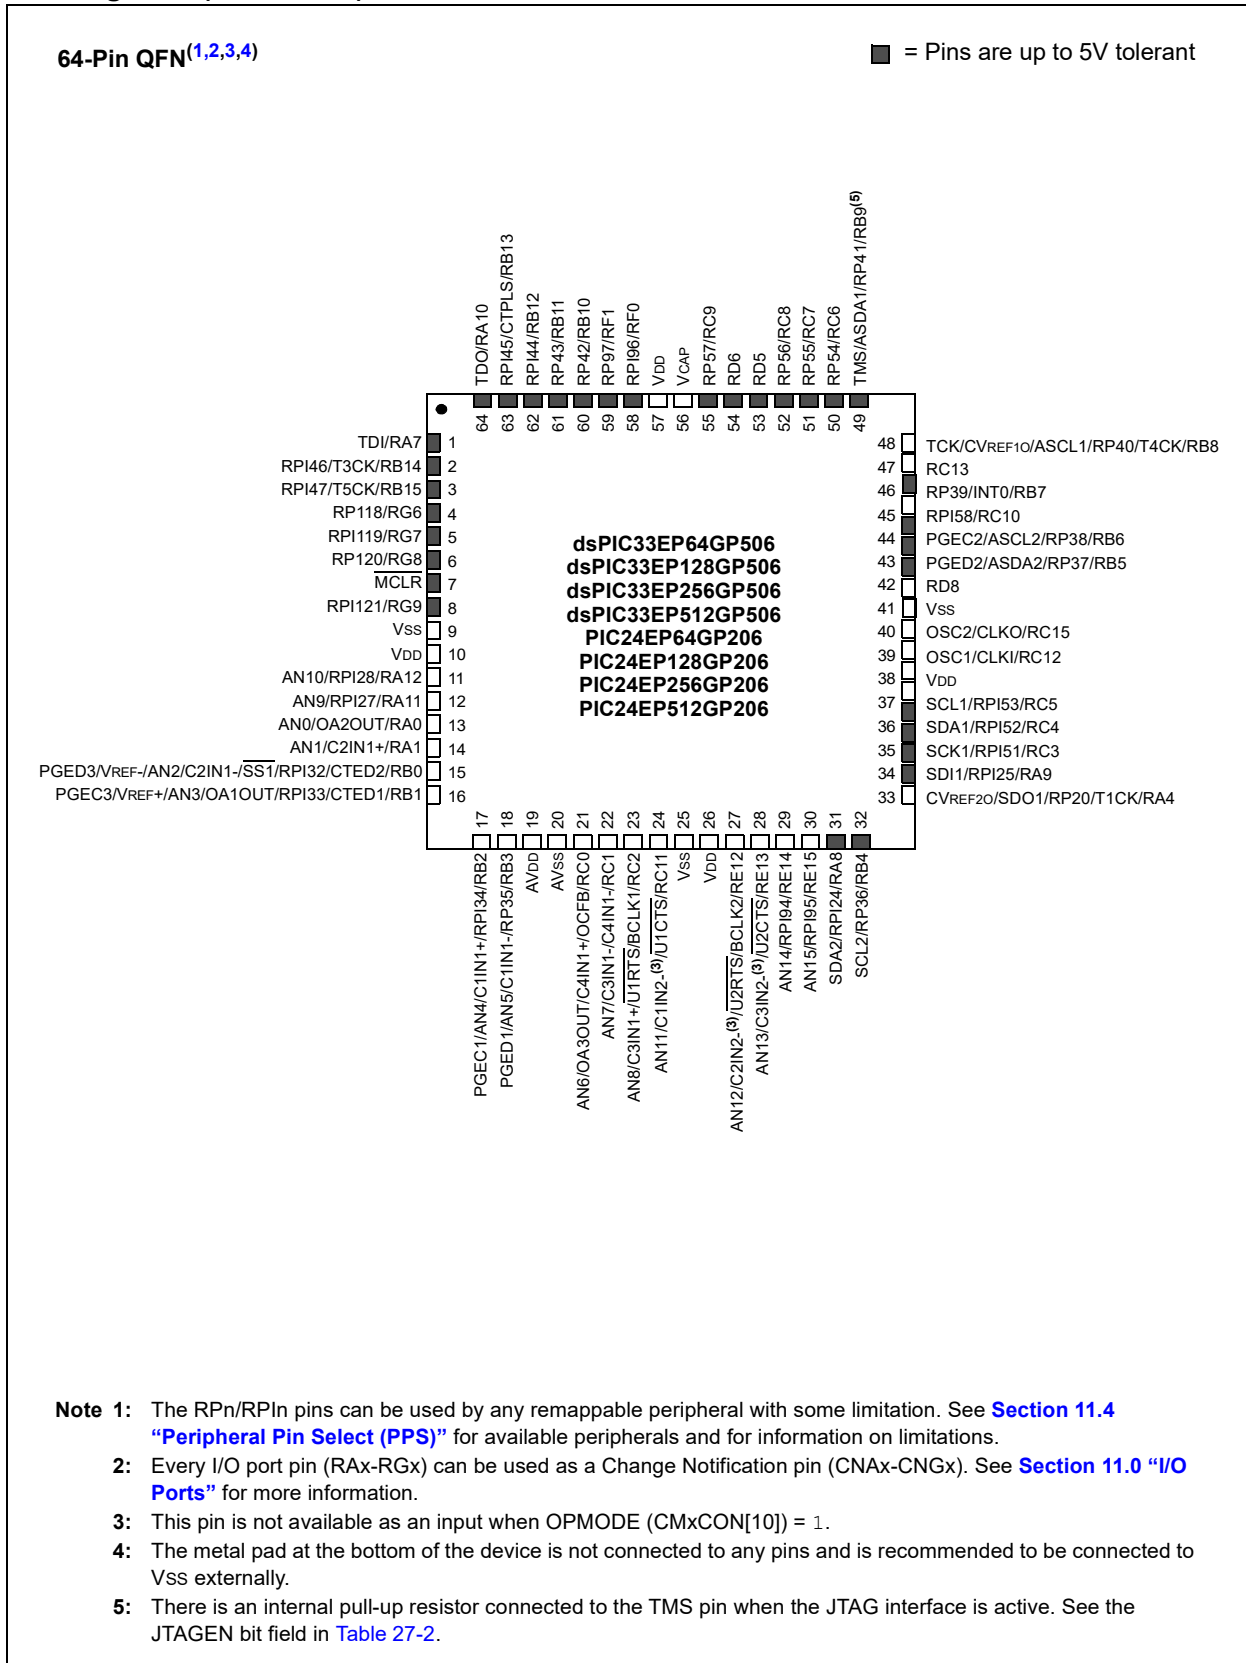 64-Pin QFN(1,2,3,4)
= Pins are up to 5V tolerant
TDO/RA10
RPI45/CTPLS/RB13
RPI44/RB12
RP43/RB11
RP42/RB10
RP97/RF1
RPI96/RF0
VDD
VCAP
RP57/RC9
RD6
RD5
RP56/RC8
RP55/RC7
RP54/RC6
TMS/ASDA1/RP41/RB9(5)
64 63 62 61 60 59 58 57 56 55 54 53 52 51 50 49
TDI/RA7 1
RPI46/T3CK/RB14 2
RPI47/T5CK/RB15 3
RP118/RG6 4
RPI119/RG7 5
RP120/RG8 6
MCLR 7
RPI121/RG9 8
VSS 9
VDD 10
AN10/RPI28/RA12 11
AN9/RPI27/RA11 12
AN0/OA2OUT/RA0 13
AN1/C2IN1+/RA1 14
PGED3/VREF-/AN2/C2IN1-/SS1/RPI32/CTED2/RB0 15
PGEC3/VREF+/AN3/OA1OUT/RPI33/CTED1/RB1 16
dsPIC33EP64GP506
dsPIC33EP128GP506
dsPIC33EP256GP506
dsPIC33EP512GP506
PIC24EP64GP206
PIC24EP128GP206
PIC24EP256GP206
PIC24EP512GP206
48 TCK/CVREF1O/ASCL1/RP40/T4CK/RB8
47 RC13
46 RP39/INT0/RB7
45 RPI58/RC10
44 PGEC2/ASCL2/RP38/RB6
43 PGED2/ASDA2/RP37/RB5
42 RD8
41 VSS
40 OSC2/CLKO/RC15
39 OSC1/CLKI/RC12
38 VDD
37 SCL1/RPI53/RC5
36 SDA1/RPI52/RC4
35 SCK1/RPI51/RC3
34 SDI1/RPI25/RA9
33 CVREF2O/SDO1/RP20/T1CK/RA4
17 18 19 20 21 22 23 24 25 26 27 28 29 30 31 32
PGEC1/AN4/C1IN1+/RPI34/RB2
PGED1/AN5/C1IN1-/RP35/RB3
AVDD
AVSS
AN6/OA3OUT/C4IN1+/OCFB/RC0
AN7/C3IN1-/C4IN1-/RC1
AN8/C3IN1+/U1RTS/BCLK1/RC2
AN11/C1IN2-(3)/U1CTS/RC11
VSS
VDD
AN12/C2IN2-(3)/U2RTS/BCLK2/RE12
AN13/C3IN2-(3)/U2CTS/RE13
AN14/RPI94/RE14
AN15/RPI95/RE15
SDA2/RPI24/RA8
SCL2/RP36/RB4
Note 1: The RPn/RPIn pins can be used by any remappable peripheral with some limitation. See Section 11.4
“Peripheral Pin Select (PPS)” for available peripherals and for information on limitations.
2: Every I/O port pin (RAx-RGx) can be used as a Change Notification pin (CNAx-CNGx). See Section 11.0 “I/O
Ports” for more information.
3: This pin is not available as an input when OPMODE (CMxCON[10]) = 1.
4: The metal pad at the bottom of the device is not connected to any pins and is recommended to be connected to
VSS externally.
5: There is an internal pull-up resistor connected to the TMS pin when the JTAG interface is active. See the
JTAGEN bit field in Table 27-2.